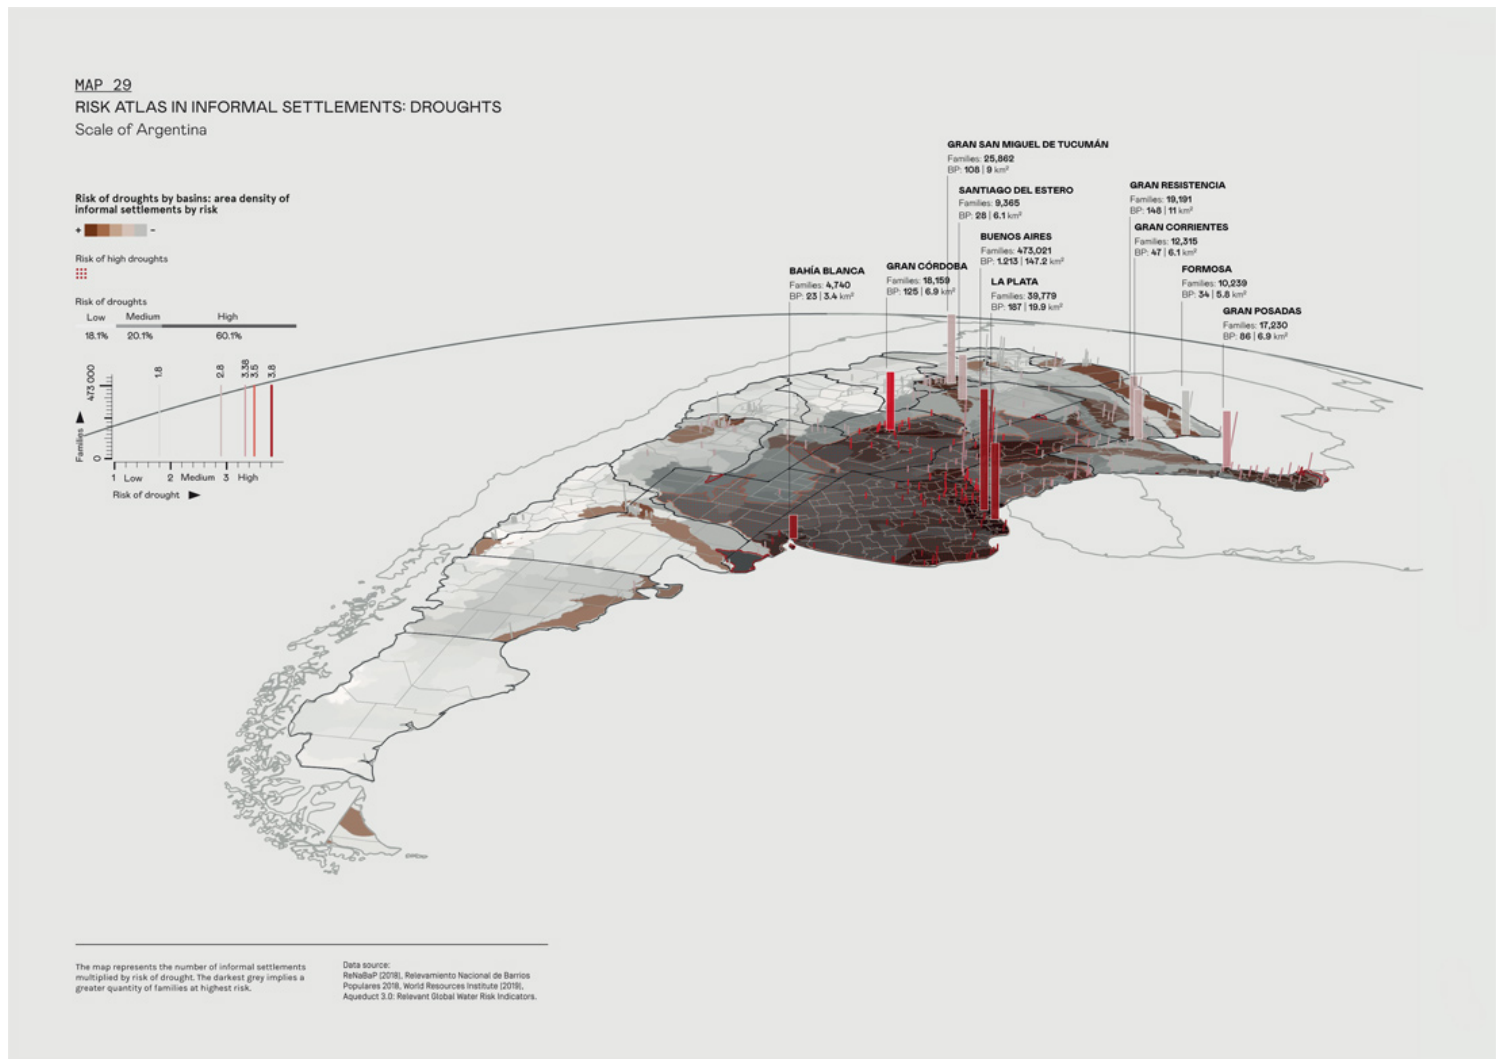 MAP 29
RISK ATLAS IN INFORMAL SETTLEMENTS: DROUGHTS
Scale of Argentina
Risk of droughts by basins: area density of
informal settlements by risk
+ −
Risk of high droughts
Risk of droughts
Low Medium High
18.1% 20.1% 60.1%
473 000
1.8
2.8
3.38
3.5
3.8
Families
0
1 Low 2 Medium 3 High
Risk of drought
GRAN SAN MIGUEL DE TUCUMÁN
Families: 25,862
BP: 108 | 9 km²
SANTIAGO DEL ESTERO
Families: 9,365
BP: 28 | 6.1 km²
BUENOS AIRES
Families: 473,021
BP: 1.213 | 147.2 km²
LA PLATA
Families: 39,779
BP: 187 | 19.9 km²
BAHÍA BLANCA
Families: 4,740
BP: 23 | 3.4 km²
GRAN CÓRDOBA
Families: 18,159
BP: 125 | 6.9 km²
GRAN RESISTENCIA
Families: 19,191
BP: 148 | 11 km²
GRAN CORRIENTES
Families: 12,315
BP: 47 | 6.1 km²
FORMOSA
Families: 10,239
BP: 34 | 5.8 km²
GRAN POSADAS
Families: 17,230
BP: 86 | 6.9 km²
The map represents the number of informal settlements
multiplied by risk of drought. The darkest grey implies a
greater quantity of families at highest risk.
Data source:
ReNaBaP (2018), Relevamiento Nacional de Barrios
Populares 2018, World Resources Institute (2019),
Aqueduct 3.0: Relevant Global Water Risk Indicators.